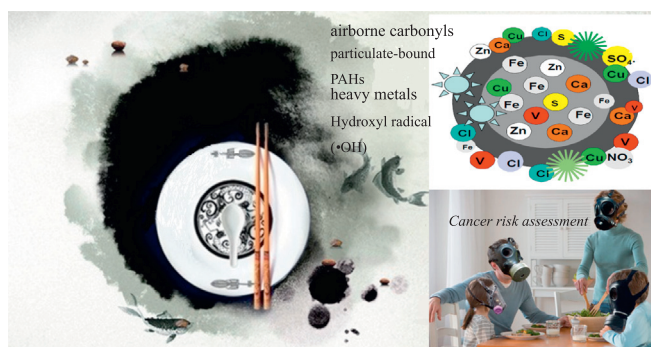 airborne carbonyls
particulate-bound
PAHs
heavy metals
Hydroxyl radical
(•OH)
Cu
Cl
S
Zn
Ca
SO₄.
Fe
Zn
Cu
Cl
Cu
Fe
Ca
Fe
S
Fe
V
Fe
Ca
V
Cl
Zn
Ca
V
Fe
V
Cl
Cl
Cu
NO₃
Cancer risk assessment